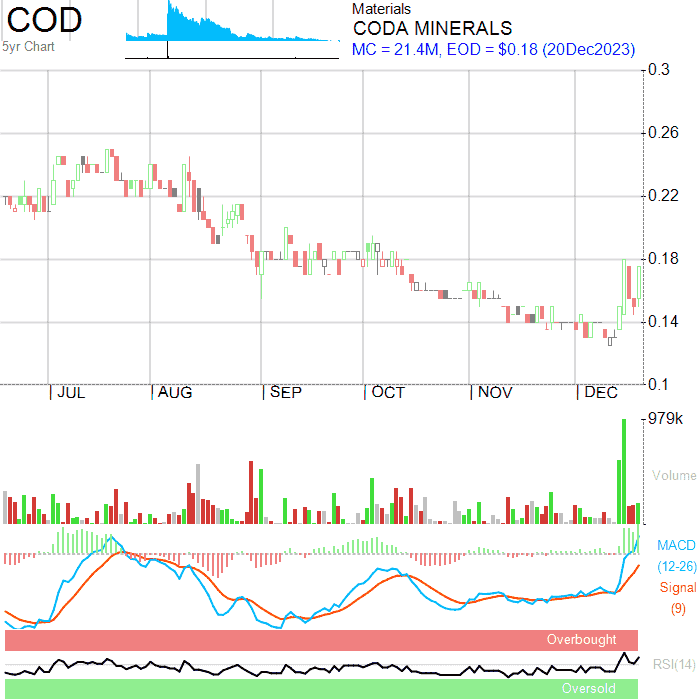 COD
5yr Chart
Materials
CODA MINERALS
MC = 21.4M, EOD = $0.18 (20Dec2023)
0.3
0.26
0.22
0.18
0.14
0.1
JUL AUG SEP OCT NOV DEC
979k
Volume
MACD
(12-26)
Signal
(9)
Overbought
RSI(14)
Oversold